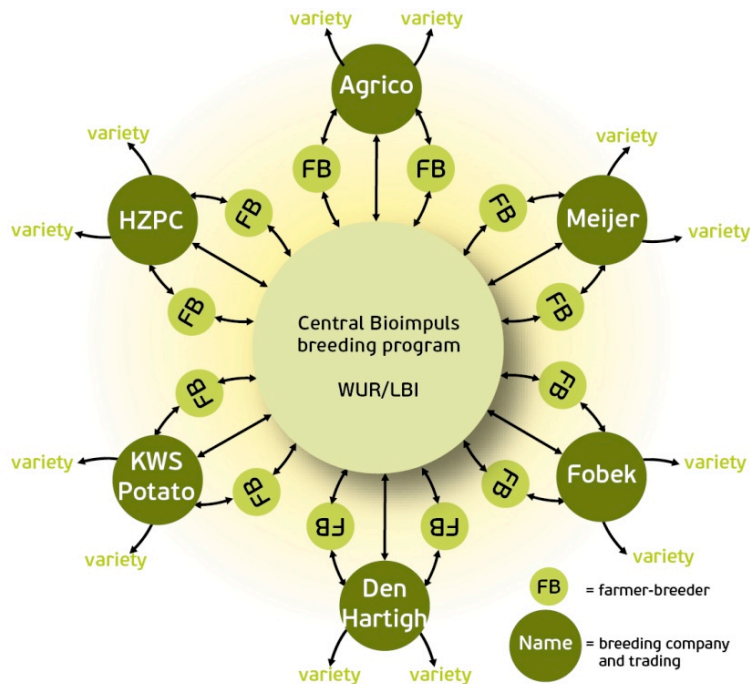 variety
variety
Agrico
FB
FB
variety
HZPC
variety
FB
FB
variety
Meijer
variety
FB
FB
Central Bioimpuls
breeding program
WUR/LBI
FB
FB
KWS
Potato
variety
variety
FB
FB
Fobek
variety
variety
FB
FB
Den
Hartigh
variety
variety
FB
= farmer-breeder
Name
= breeding company
and trading